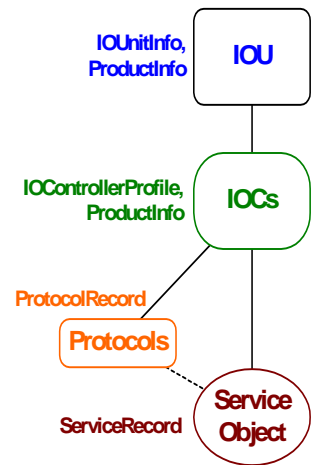 IOUnitInfo,
ProductInfo
IOU
IOControllerProfile,
ProductInfo
IOCs
ProtocolRecord
Protocols
ServiceRecord
Service
Object